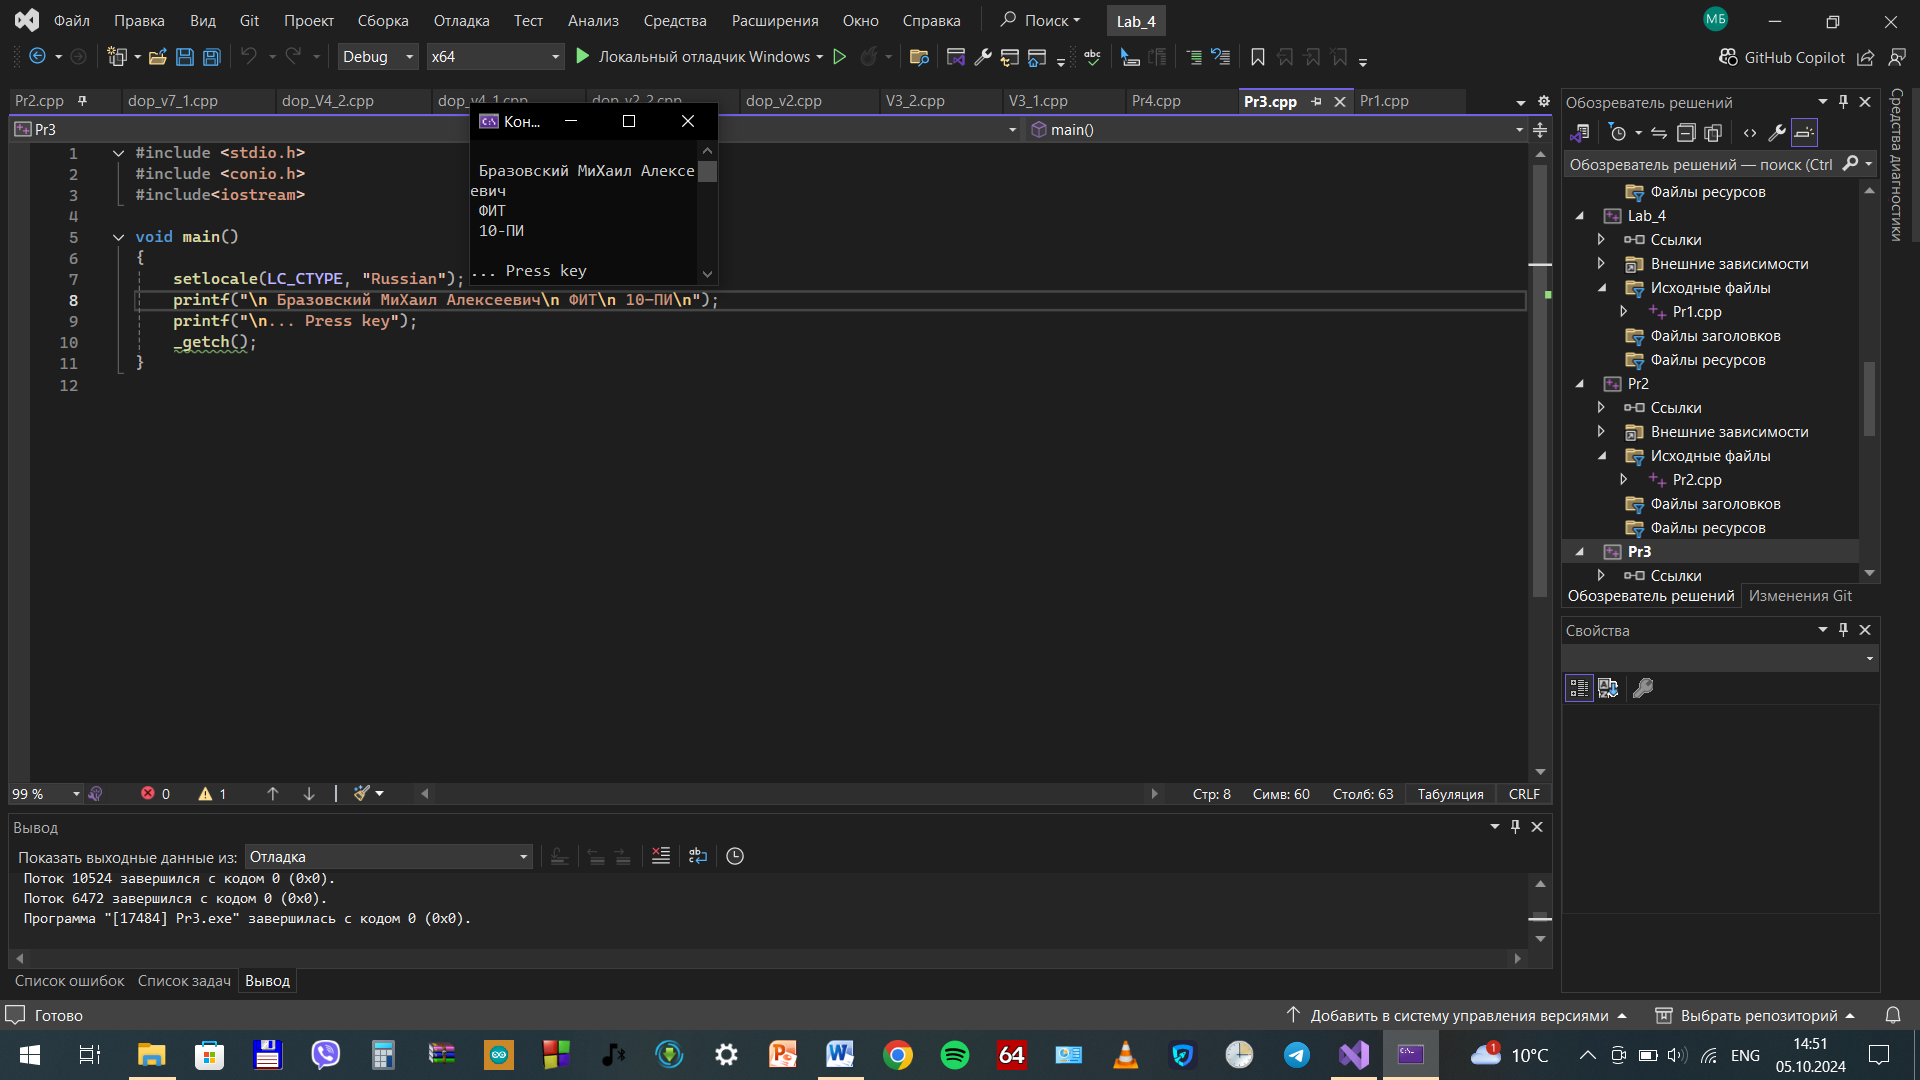 Файл Правка Вид Git Проект Сборка Отладка Тест Анализ Средства Расширения Окно Справка Поиск Lab_4 МБ
Debug x64 Локальный отладчик Windows abc GitHub Copilot
Pr2.cpp dop_v7_1.cpp dop_V4_2.cpp dop_v4_1.cpp dop_v2_2.cpp dop_v2.cpp V3_2.cpp V3_1.cpp Pr4.cpp Pr3.cpp Pr1.cpp
Pr3 main()
1 #include <stdio.h>
2 #include <conio.h>
3 #include<iostream>
4
5 void main()
6 {
7 setlocale(LC_CTYPE, "Russian");
8 printf("\n Бразовский МиХаил Алексеевич\n ФИТ\n 10-ПИ\n");
9 printf("\n... Press key");
10 _getch();
11 }
12
Кон...
Бразовский МиХаил Алексе
евич
ФИТ
10-ПИ
... Press key
99 % 0 1 Стр: 8 Симв: 60 Столб: 63 Табуляция CRLF
Вывод
Показать выходные данные из: Отладка
Поток 10524 завершился с кодом 0 (0x0).
Поток 6472 завершился с кодом 0 (0x0).
Программа "[17484] Pr3.exe" завершилась с кодом 0 (0x0).
Список ошибок Список задач Вывод
Обозреватель решений
Обозреватель решений — поиск (Ctrl
Файлы ресурсов
Lab_4
Ссылки
Внешние зависимости
Исходные файлы
Pr1.cpp
Файлы заголовков
Файлы ресурсов
Pr2
Ссылки
Внешние зависимости
Исходные файлы
Pr2.cpp
Файлы заголовков
Файлы ресурсов
Pr3
Ссылки
Обозреватель решений Изменения Git
Свойства
Средства диагностики
Готово Добавить в систему управления версиями Выбрать репозиторий
64 1 10°C ENG 14:51
05.10.2024